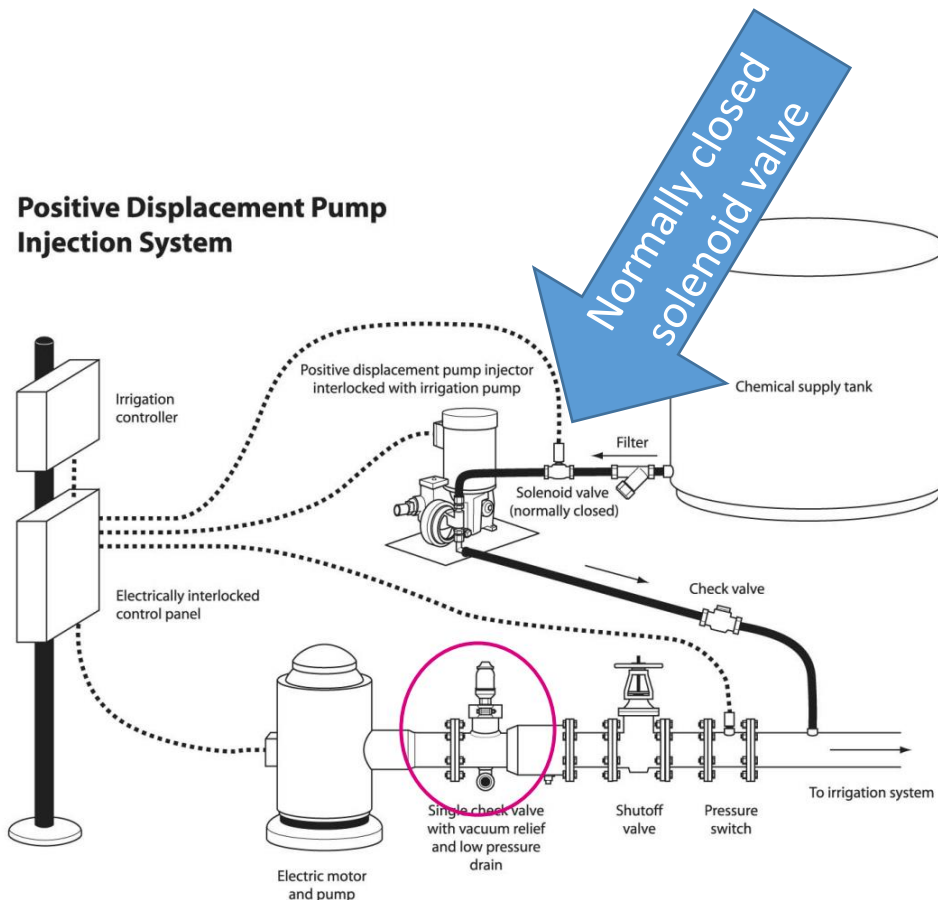 Normally closed
solenoid valve
Positive Displacement Pump
Injection System
Positive displacement pump injector
interlocked with irrigation pump
Chemical supply tank
Irrigation
controller
Filter
Solenoid valve
(normally closed)
Check valve
Electrically interlocked
control panel
To irrigation system
Single check valve
with vacuum relief
and low pressure
drain
Shutoff
valve
Pressure
switch
Electric motor
and pump